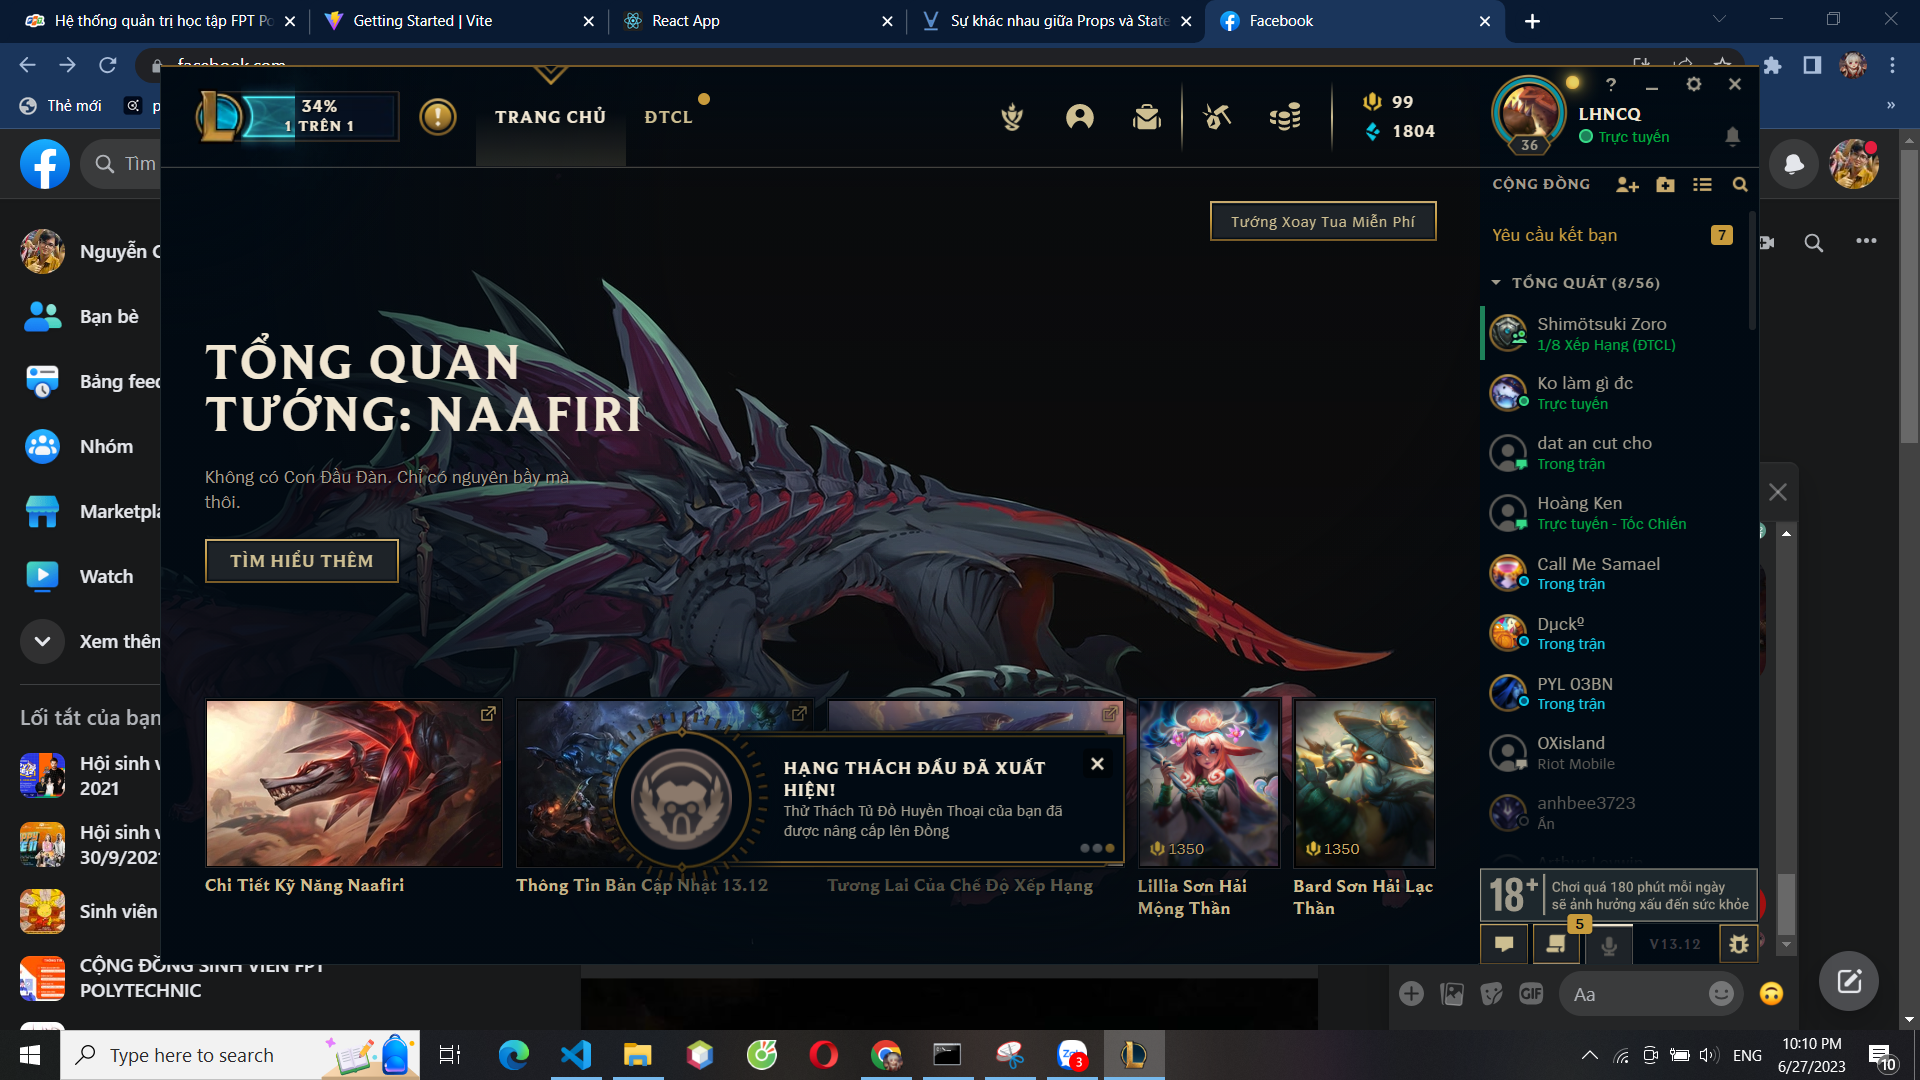 Hệ thống quản trị học tập FPT Po
Getting Started | Vite
React App
Sự khác nhau giữa Props và State
Facebook
facebook.com
Thẻ mới
»
34%
1 TRÊN 1
TRANG CHỦ
ĐTCL
99
1804
36
LHNCQ
Trực tuyến
Tìm
CỘNG ĐỒNG
Tướng Xoay Tua Miễn Phí
Yêu cầu kết bạn
7
TỔNG QUÁT (8/56)
Shimōtsuki Zoro
1/8 Xếp Hạng (ĐTCL)
Ko làm gì đc
Trực tuyến
dat an cut cho
Trong trận
Hoàng Ken
Trực tuyến - Tốc Chiến
Call Me Samael
Trong trận
Dµckº
Trong trận
PYL 03BN
Trong trận
OXisland
Riot Mobile
anhbee3723
Ẩn
Nguyễn C
Bạn bè
Bảng feed
Nhóm
Marketpla
Watch
Xem thêm
Lối tắt của bạn
Hội sinh v
2021
Hội sinh v
30/9/2021
Sinh viên
CỘNG ĐỒNG SINH VIÊN FPT
POLYTECHNIC
TỔNG QUAN
TƯỚNG: NAAFIRI
Không có Con Đầu Đàn. Chỉ có nguyên bầy mà
thôi.
TÌM HIỂU THÊM
HẠNG THÁCH ĐẤU ĐÃ XUẤT
HIỆN!
Thử Thách Tủ Đồ Huyền Thoại của bạn đã
được nâng cấp lên Đồng
1350
1350
Chi Tiết Kỹ Năng Naafiri
Thông Tin Bản Cập Nhật 13.12
Tương Lai Của Chế Độ Xếp Hạng
Lillia Sơn Hải
Mộng Thần
Bard Sơn Hải Lạc
Thần
18+
Chơi quá 180 phút mỗi ngày
sẽ ảnh hưởng xấu đến sức khỏe
5
V13.12
GIF
Aa
Type here to search
3
ENG
10:10 PM
6/27/2023
10